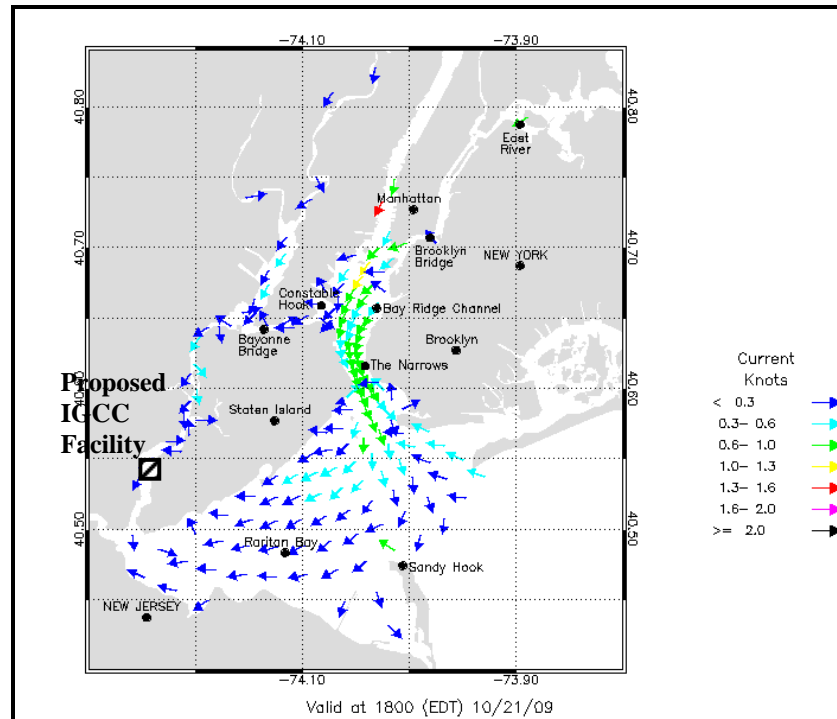 -74.10 -73.90
40.80 40.80
East
River
Manhattan
40.70 40.70
Brooklyn
Bridge
NEW YORK
Constable
Hook
Bay Ridge Channel
Bayonne
Bridge
Brooklyn
The Narrows
Proposed
IGCC
Facility
40.60
Staten Island
40.50 40.50
Raritan Bay
Sandy Hook
NEW JERSEY
-74.10 -73.90
Valid at 1800 (EDT) 10/21/09
Current
Knots
< 0.3
0.3- 0.6
0.6- 1.0
1.0- 1.3
1.3- 1.6
1.6- 2.0
>= 2.0